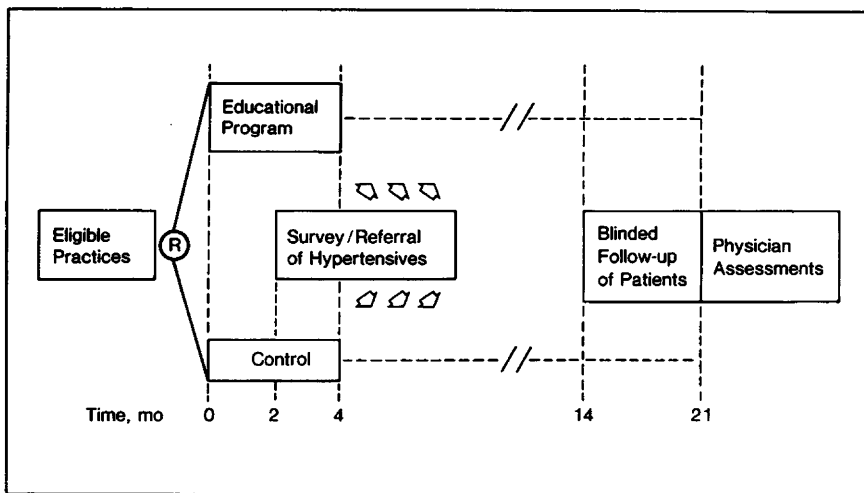 Educational
Program
Eligible
Practices
R
Survey/Referral
of Hypertensives
Blinded
Follow-up
of Patients
Physician
Assessments
Control
Time, mo 0 2 4 14 21